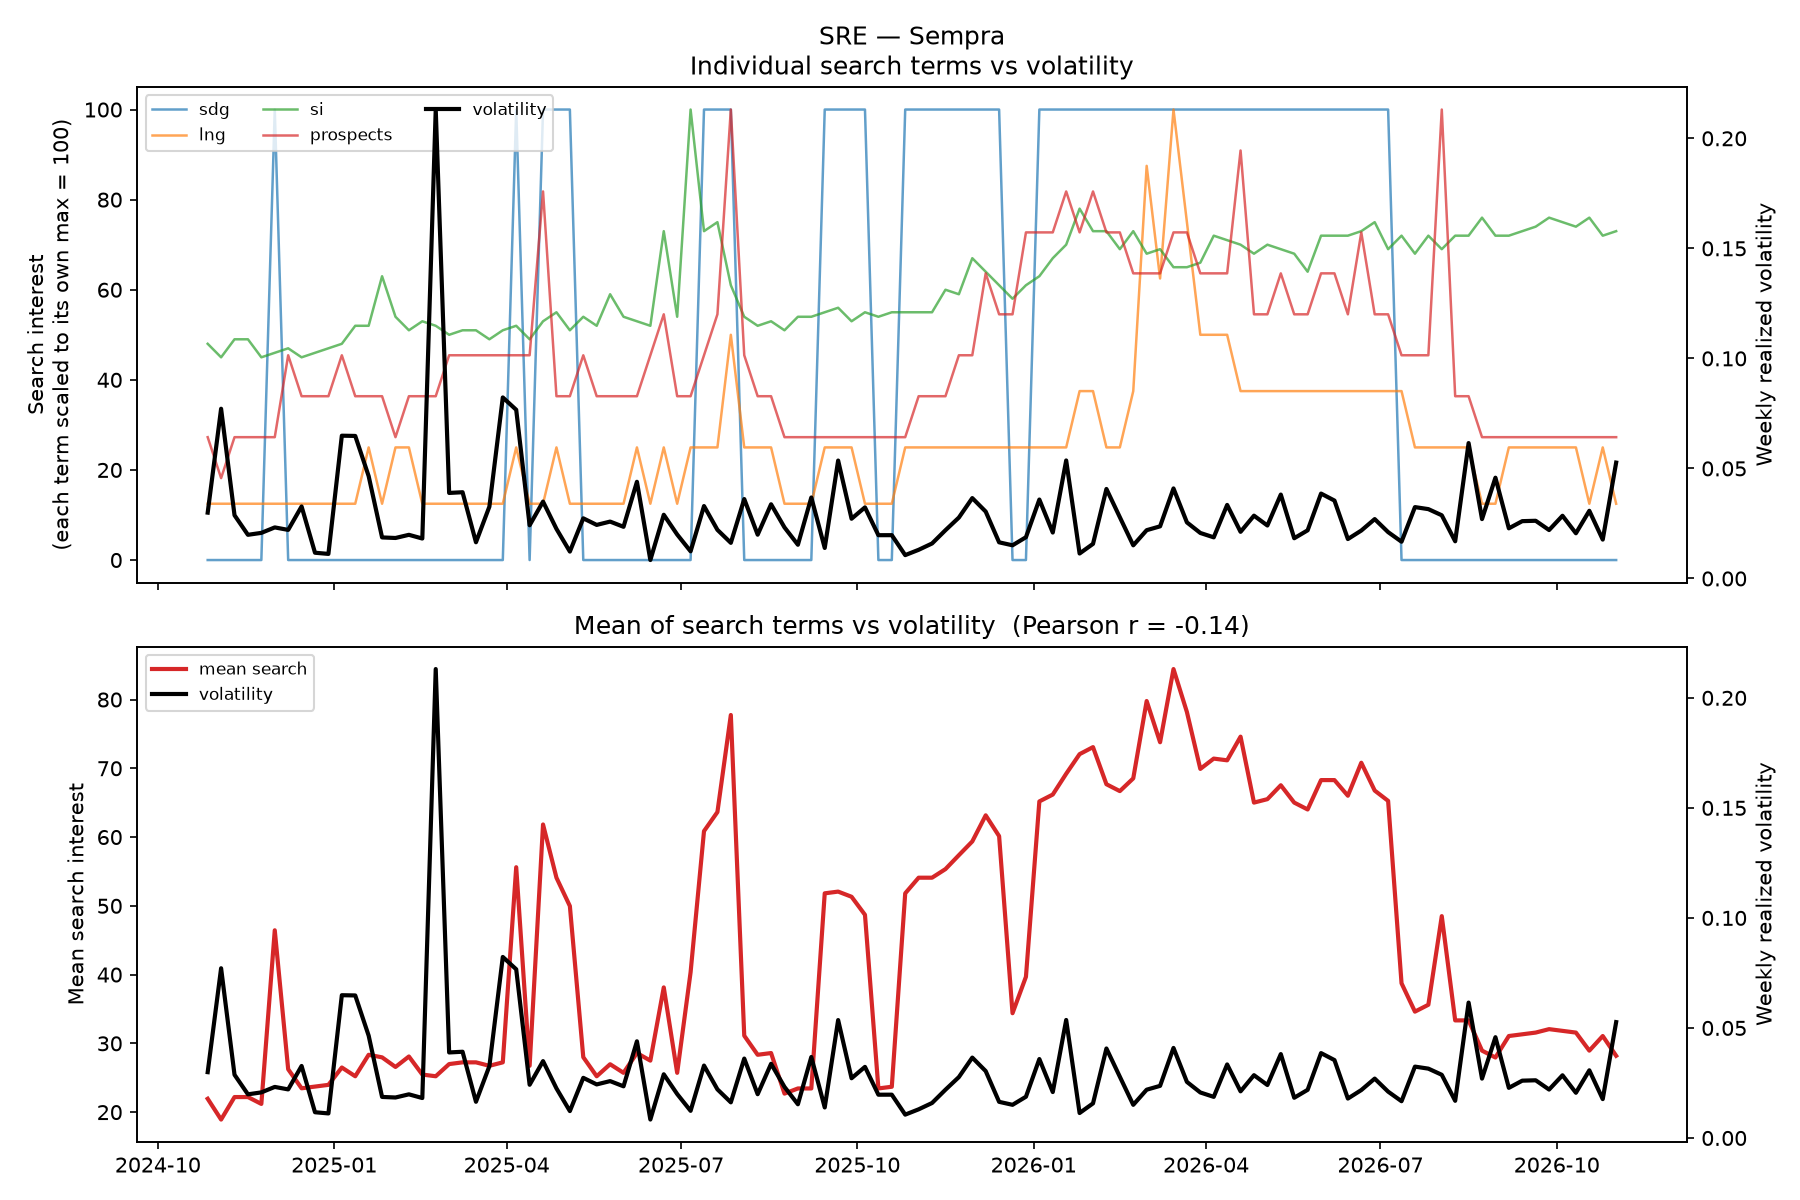 SRE — Sempra
Individual search terms vs volatility
sdg
lng
si
prospects
volatility
100
80
60
40
20
0
Search interest
(each term scaled to its own max = 100)
0.20
0.15
0.10
0.05
0.00
Weekly realized volatility
Mean of search terms vs volatility (Pearson r = -0.14)
mean search
volatility
80
70
60
50
40
30
20
Mean search interest
0.20
0.15
0.10
0.05
0.00
Weekly realized volatility
2024-10
2025-01
2025-04
2025-07
2025-10
2026-01
2026-04
2026-07
2026-10